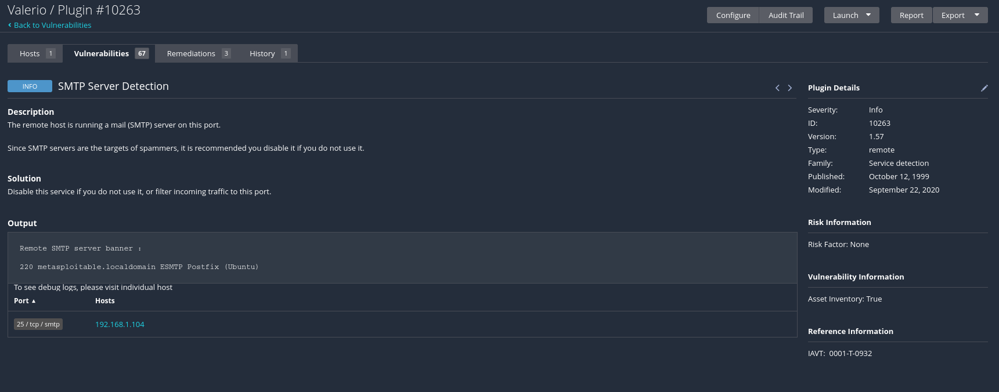 Valerio / Plugin #10263
Configure Audit Trail Launch Report Export
‹ Back to Vulnerabilities
Hosts 1 Vulnerabilities 67 Remediations 3 History 1
INFO SMTP Server Detection
Description
The remote host is running a mail (SMTP) server on this port.
Since SMTP servers are the targets of spammers, it is recommended you disable it if you do not use it.
Solution
Disable this service if you do not use it, or filter incoming traffic to this port.
Output
Remote SMTP server banner :
220 metasploitable.localdomain ESMTP Postfix (Ubuntu)
To see debug logs, please visit individual host
Port ▲ Hosts
25 / tcp / smtp 192.168.1.104
Plugin Details
Severity: Info
ID: 10263
Version: 1.57
Type: remote
Family: Service detection
Published: October 12, 1999
Modified: September 22, 2020
Risk Information
Risk Factor: None
Vulnerability Information
Asset Inventory: True
Reference Information
IAVT: 0001-T-0932